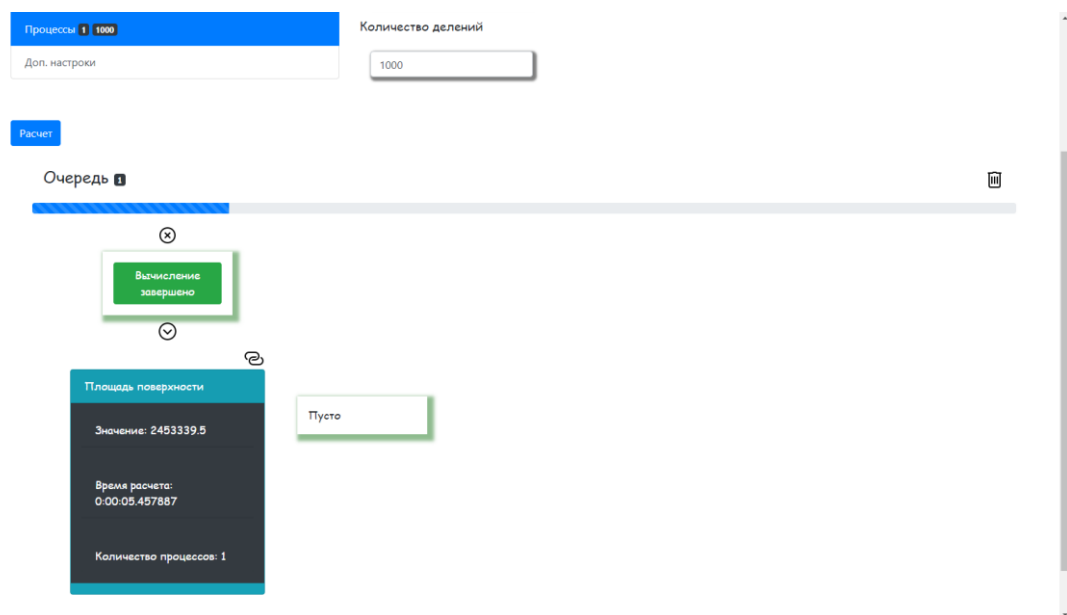 Процессы 1 1000
Количество делений
Доп. настроки
1000
Расчет
Очередь 1
Вычисление
завершено
Площадь поверхности
Пусто
Значение: 2453339.5
Время расчета:
0:00:05.457887
Количество процессов: 1